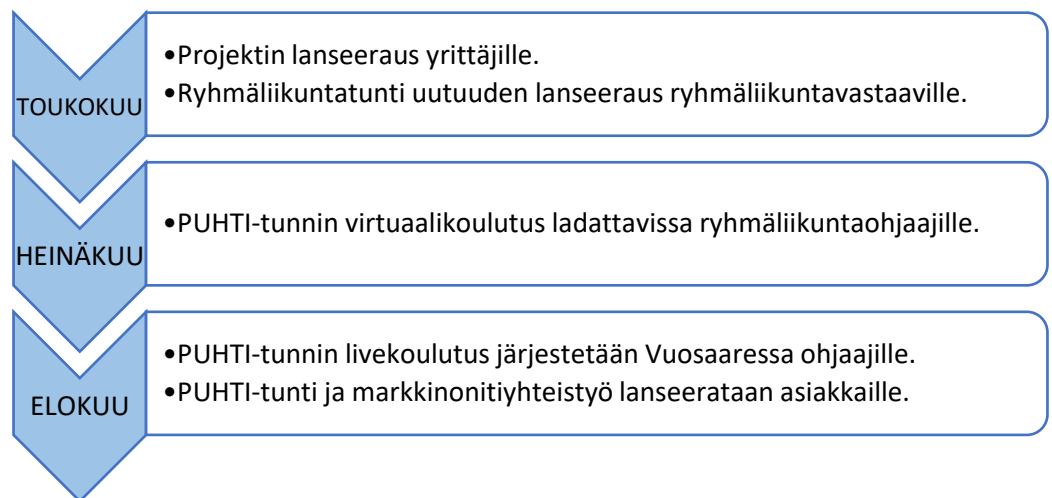 TOUKOKUU
•Projektin lanseeraus yrittäjille.
•Ryhmäliikuntatunti uutuuden lanseeraus ryhmäliikuntavastaaville.
HEINÄKUU
•PUHTI-tunnin virtuaalikoulutus ladattavissa ryhmäliikuntaohjaajille.
ELOKUU
•PUHTI-tunnin livekoulutus järjestetään Vuosaaressa ohjaajille.
•PUHTI-tunti ja markkinonitiyhteistyö lanseerataan asiakkaille.